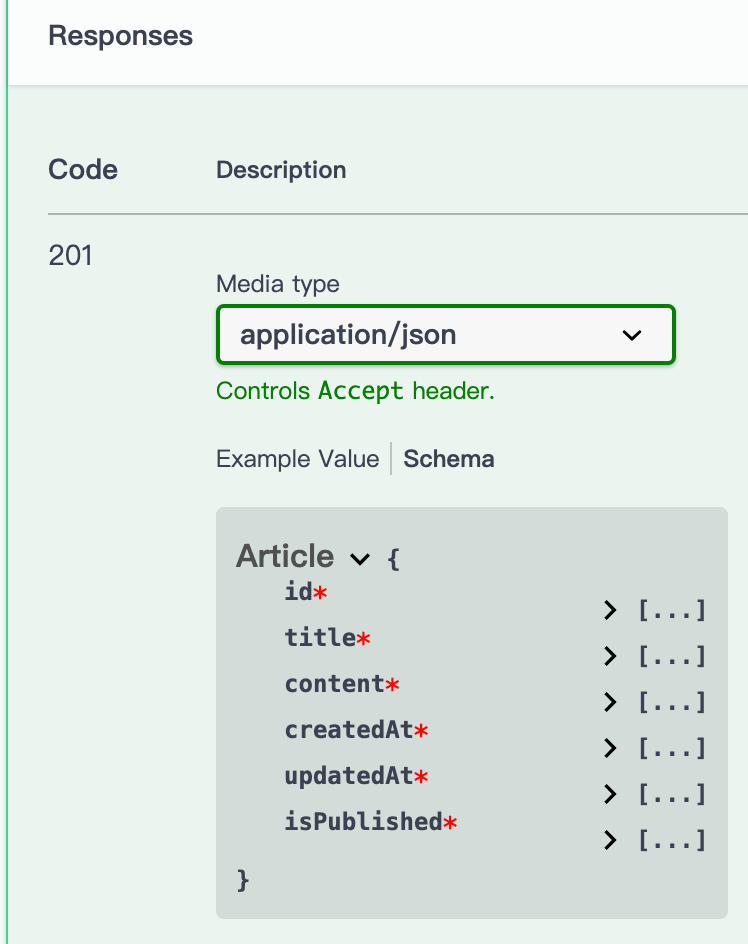 Responses
Code Description
201
Media type
application/json
Controls Accept header.
Example Value Schema
Article {
id* [...]
title* [...]
content* [...]
createdAt* [...]
updatedAt* [...]
isPublished* [...]
}